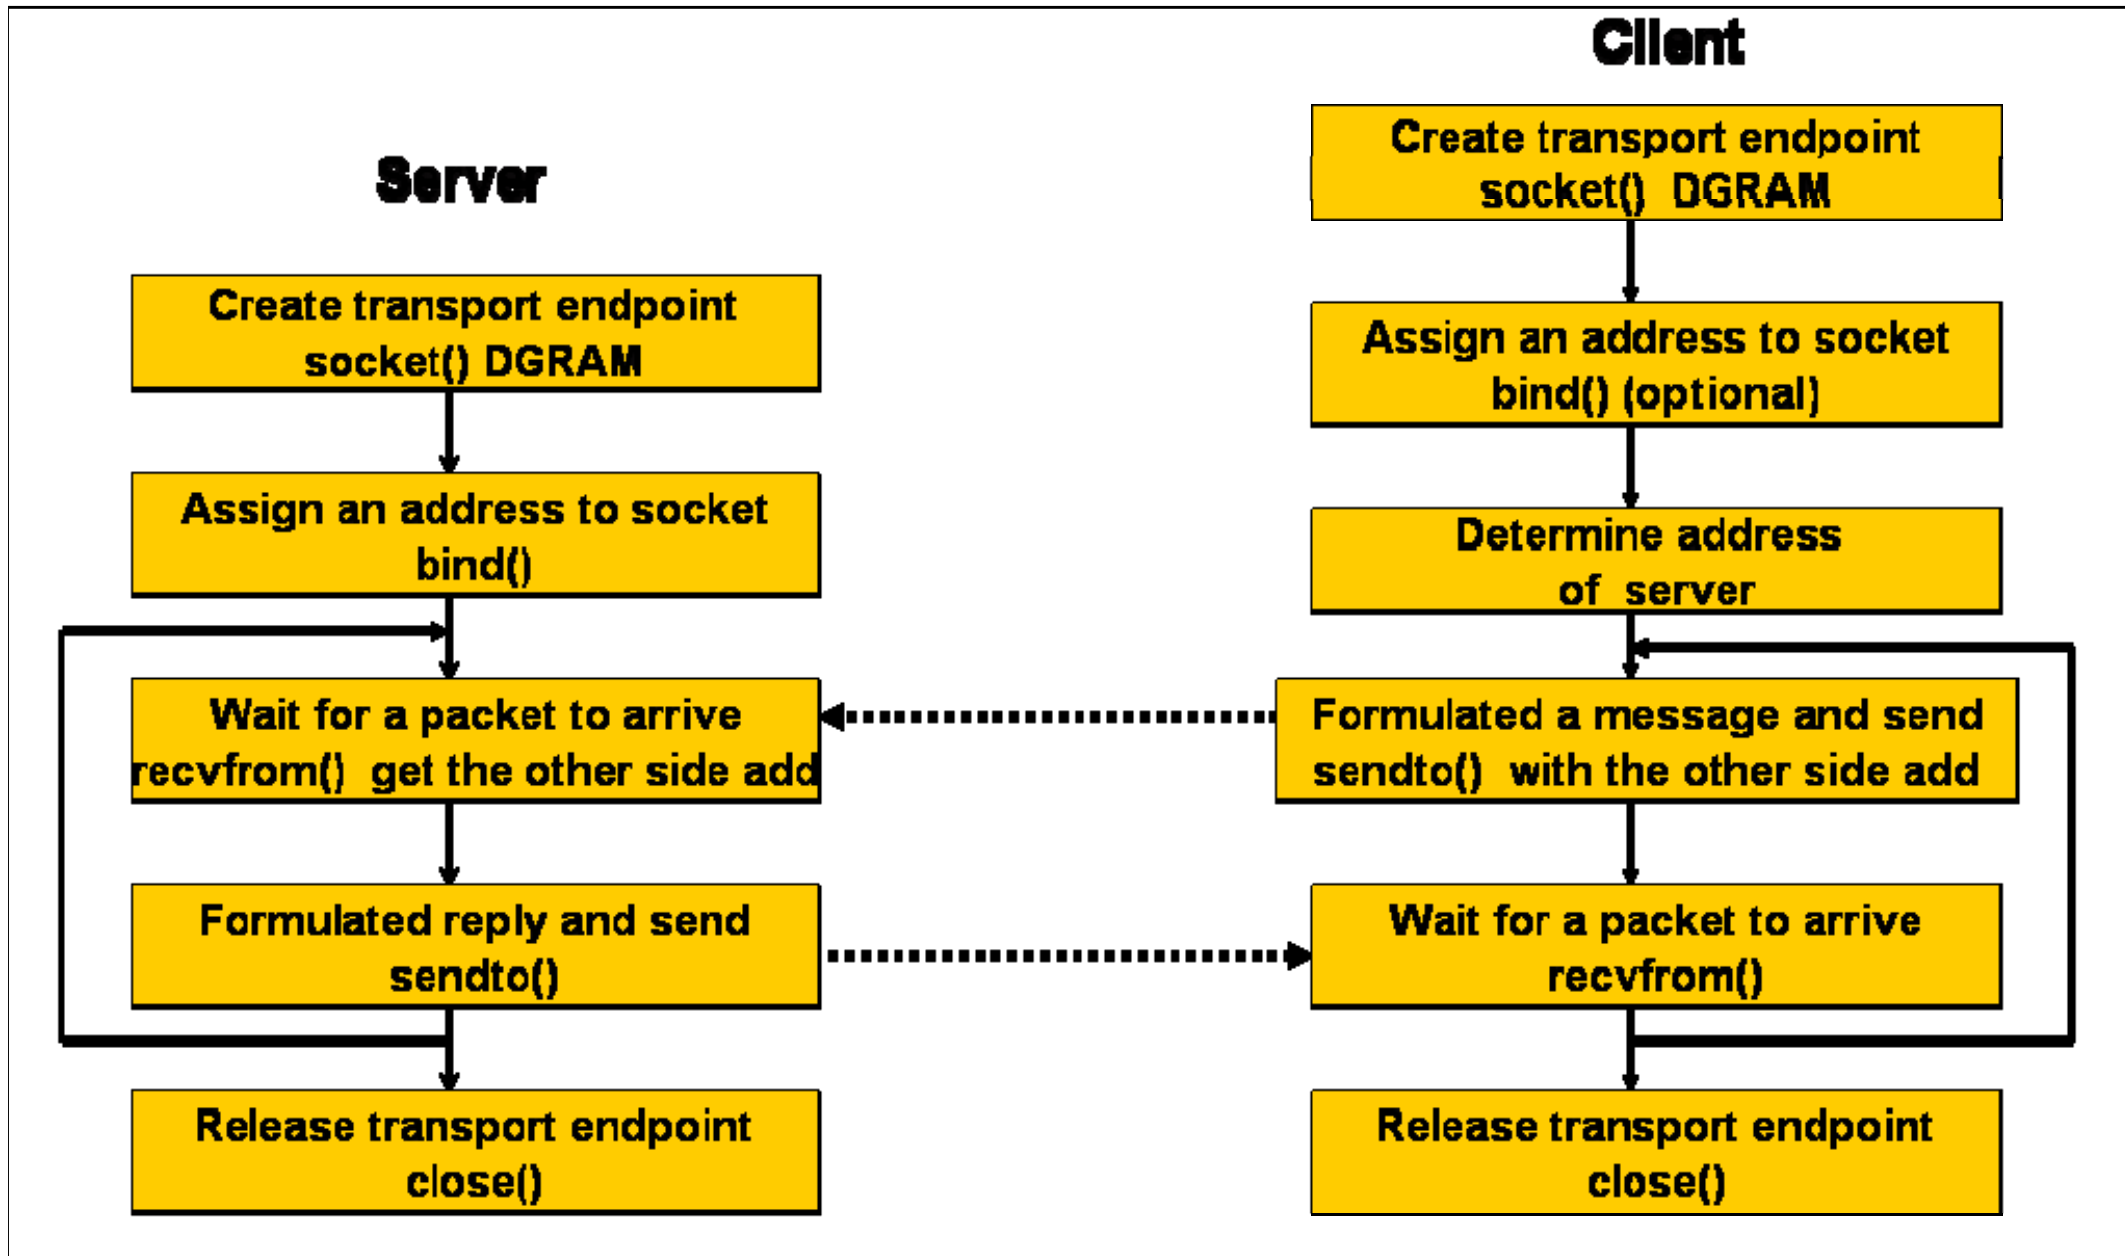 Server
Create transport endpoint
socket() DGRAM
Assign an address to socket
bind()
Wait for a packet to arrive
recvfrom() get the other side add
Formulated reply and send
sendto()
Release transport endpoint
close()
Client
Create transport endpoint
socket() DGRAM
Assign an address to socket
bind() (optional)
Determine address
of server
Formulated a message and send
sendto() with the other side add
Wait for a packet to arrive
recvfrom()
Release transport endpoint
close()